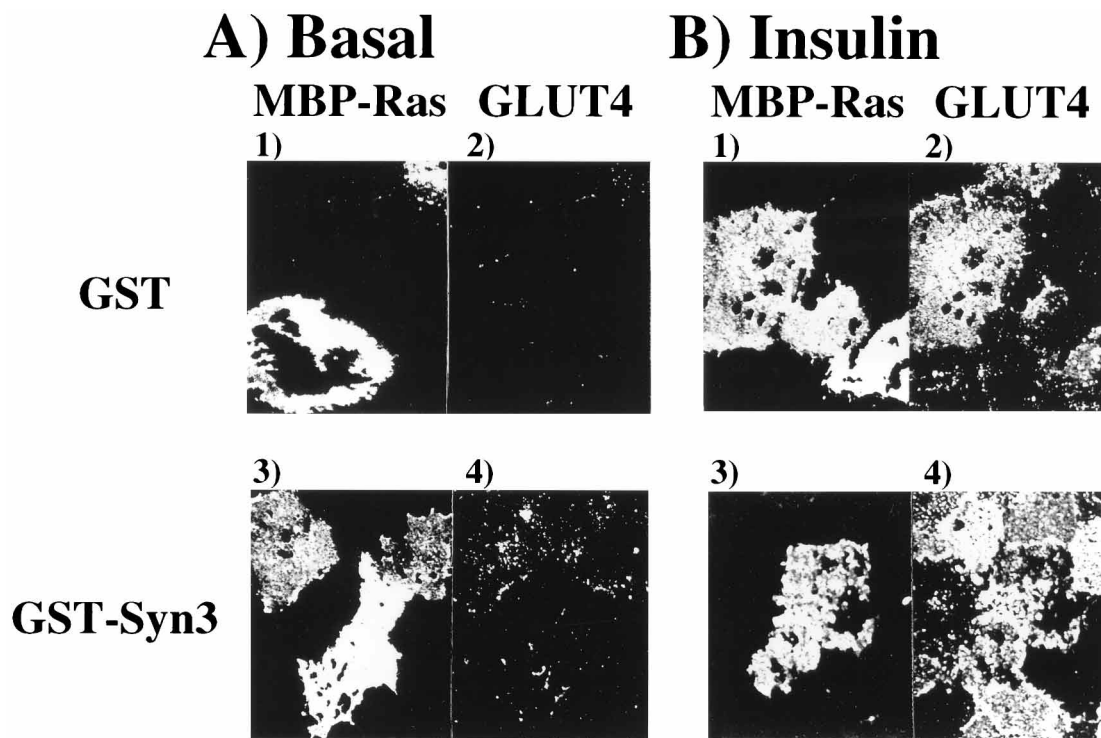 A) Basal B) Insulin
MBP-Ras GLUT4 MBP-Ras GLUT4
1) 2) 1) 2)
GST
3) 4) 3) 4)
GST-Syn3